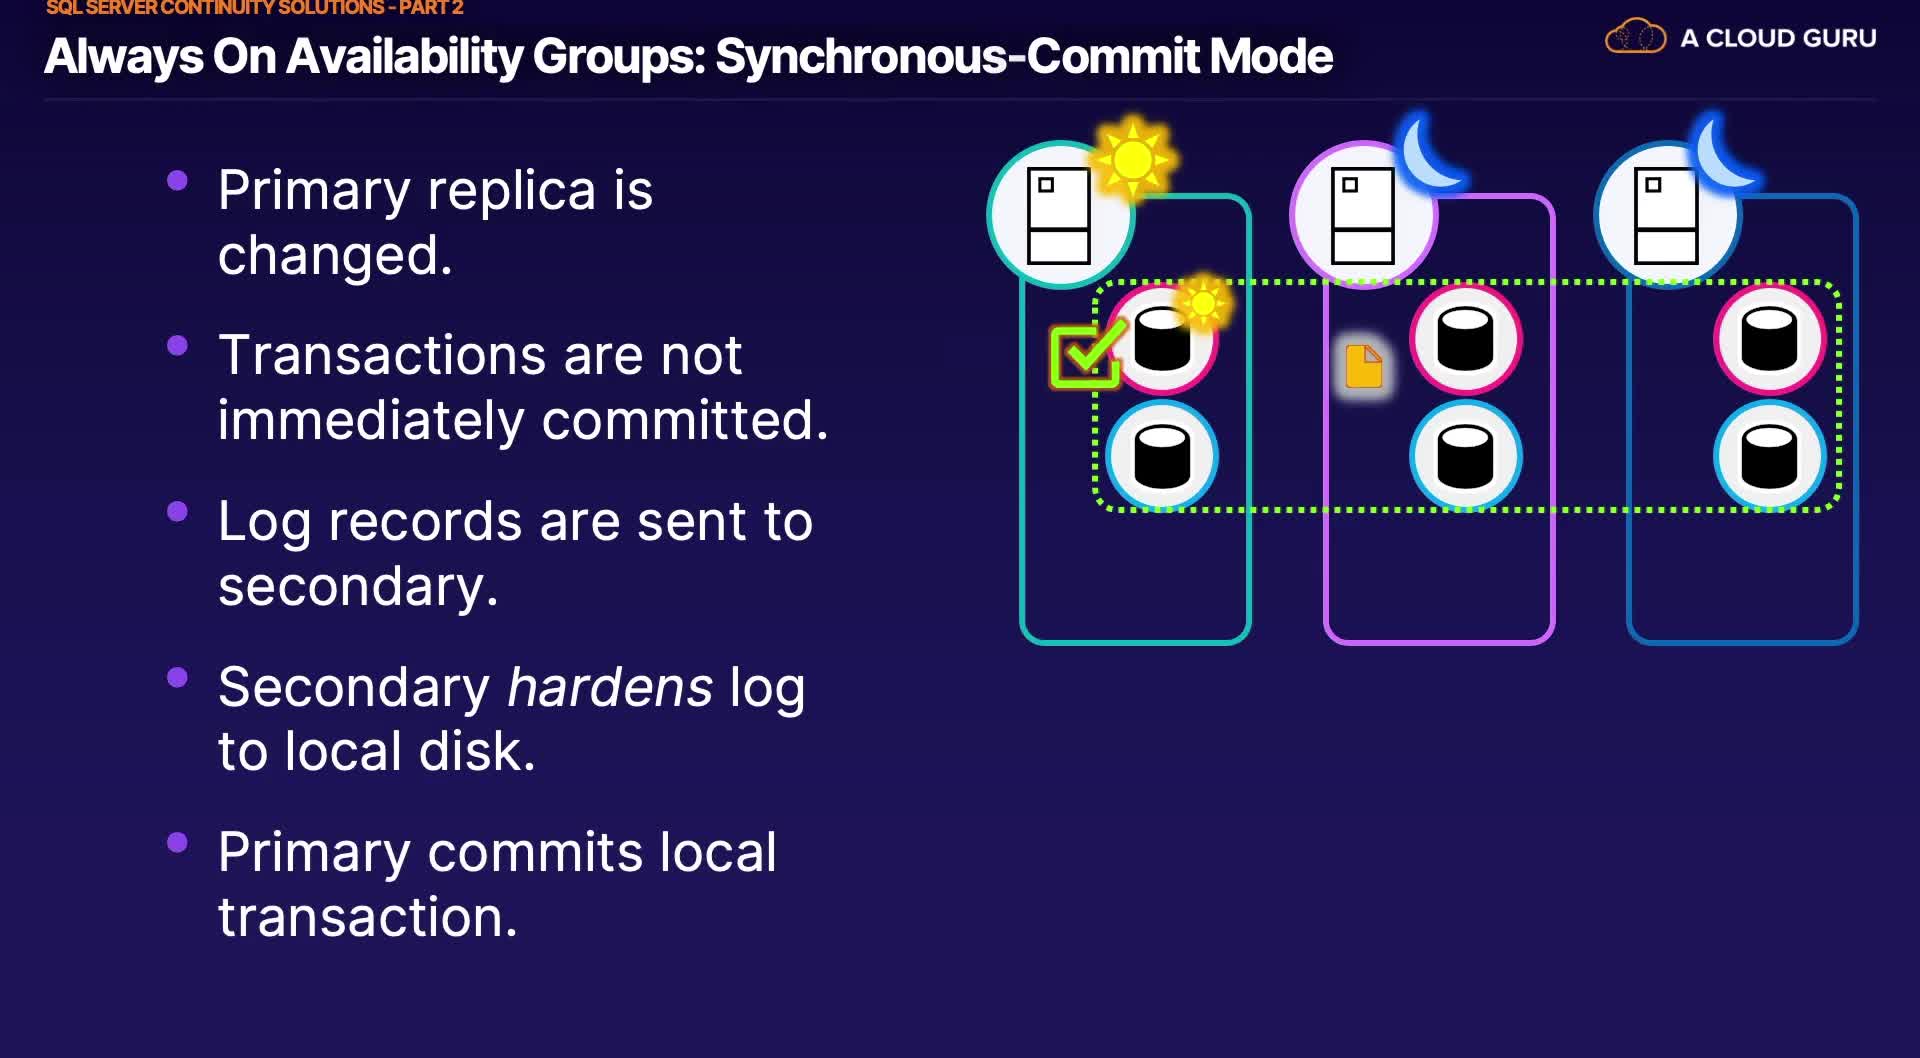 SQL SERVER CONTINUITY SOLUTIONS - PART 2
Always On Availability Groups: Synchronous-Commit Mode
A CLOUD GURU
Primary replica is
changed.
Transactions are not
immediately committed.
Log records are sent to
secondary.
Secondary hardens log
to local disk.
Primary commits local
transaction.